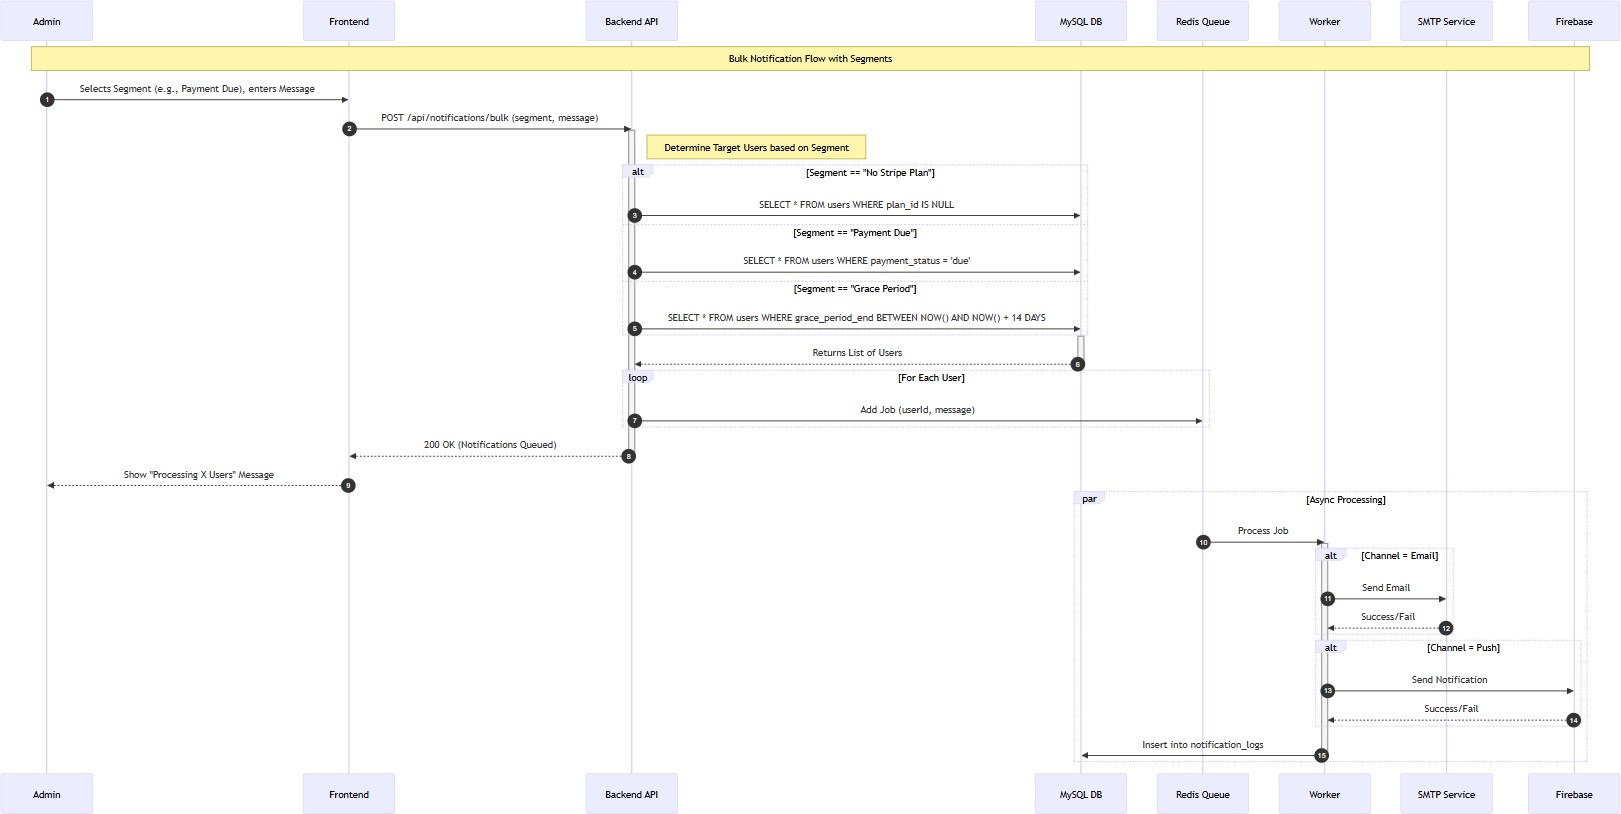 Admin
Frontend
Backend API
MySQL DB
Redis Queue
Worker
SMTP Service
Firebase
Bulk Notification Flow with Segments
Selects Segment (e.g., Payment Due), enters Message
1
POST /api/notifications/bulk (segment, message)
2
Determine Target Users based on Segment
alt
[Segment == "No Stripe Plan"]
SELECT * FROM users WHERE plan_id IS NULL
3
[Segment == "Payment Due"]
SELECT * FROM users WHERE payment_status = 'due'
4
[Segment == "Grace Period"]
SELECT * FROM users WHERE grace_period_end BETWEEN NOW() AND NOW() + 14 DAYS
5
Returns List of Users
6
loop
[For Each User]
Add Job (userId, message)
7
200 OK (Notifications Queued)
8
Show "Processing X Users" Message
9
par
[Async Processing]
Process Job
10
alt
[Channel = Email]
Send Email
11
Success/Fail
12
alt
[Channel = Push]
Send Notification
13
Success/Fail
14
Insert into notification_logs
15
Admin
Frontend
Backend API
MySQL DB
Redis Queue
Worker
SMTP Service
Firebase